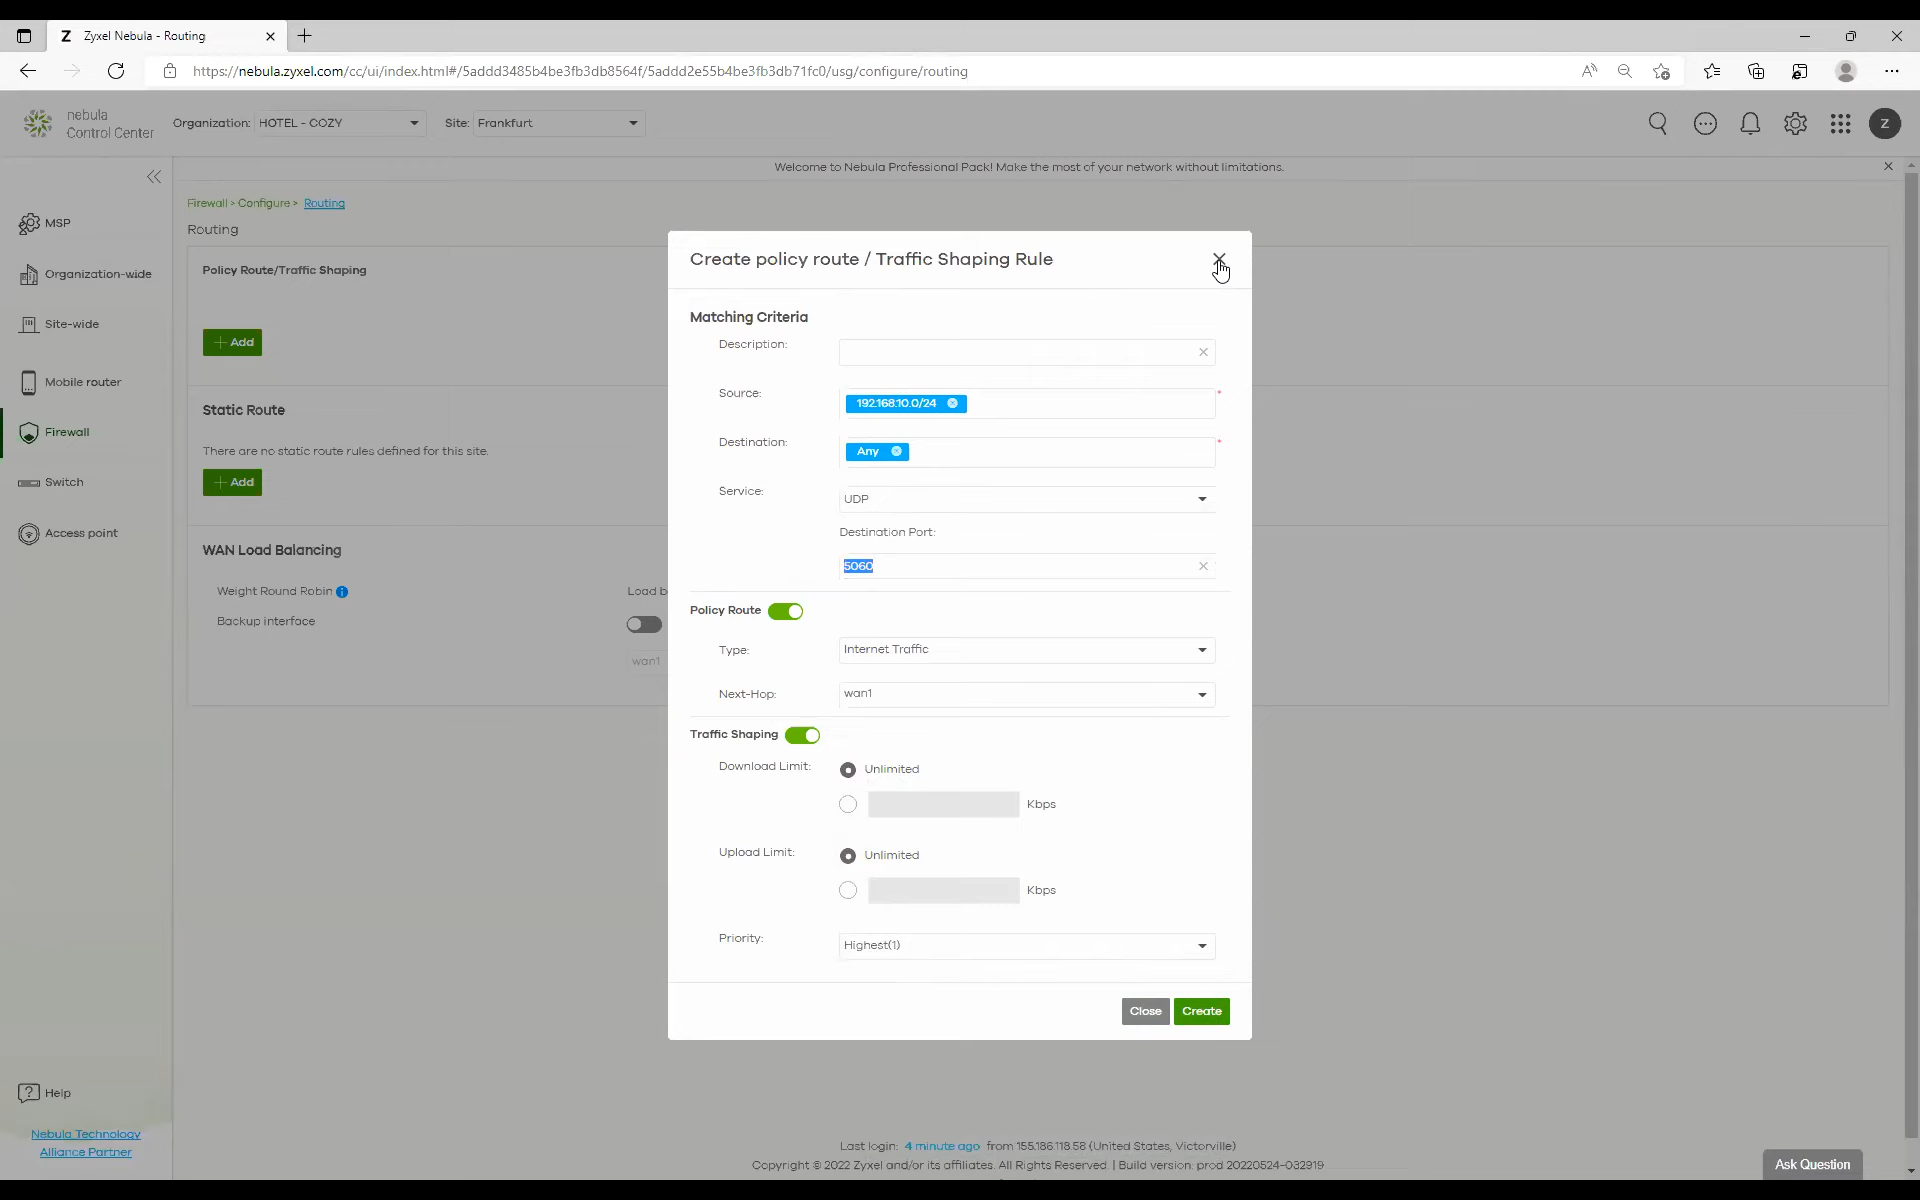 Zyxel Nebula - Routing
https://nebula.zyxel.com/cc/ui/index.html#/5addd3485b4be3fb3db8564f/5addd2e55b4be3fb3db71fc0/usg/configure/routing
nebula
Control Center
Organization: HOTEL - COZY
Site: Frankfurt
Z
Welcome to Nebula Professional Pack! Make the most of your network without limitations.
MSP
Organization-wide
Site-wide
Mobile router
Firewall
Switch
Access point
Help
Nebula Technology
Alliance Partner
Firewall > Configure > Routing
Routing
Policy Route/Traffic Shaping
+ Add
Static Route
There are no static route rules defined for this site.
+ Add
WAN Load Balancing
Weight Round Robin
Load b
Backup interface
wan1
Create policy route / Traffic Shaping Rule
Matching Criteria
Description:
Source: 192.168.10.0/24 *
Destination: Any *
Service: UDP
Destination Port:
5060
Policy Route
Type: Internet Traffic
Next-Hop: wan1
Traffic Shaping
Download Limit: Unlimited
Kbps
Upload Limit: Unlimited
Kbps
Priority: Highest(1)
Close Create
Last login: 4 minute ago from 155.186.118.58 (United States, Victorville)
Copyright © 2022 Zyxel and/or its affiliates. All Rights Reserved. | Build version: prod 20220524-032919
Ask Question